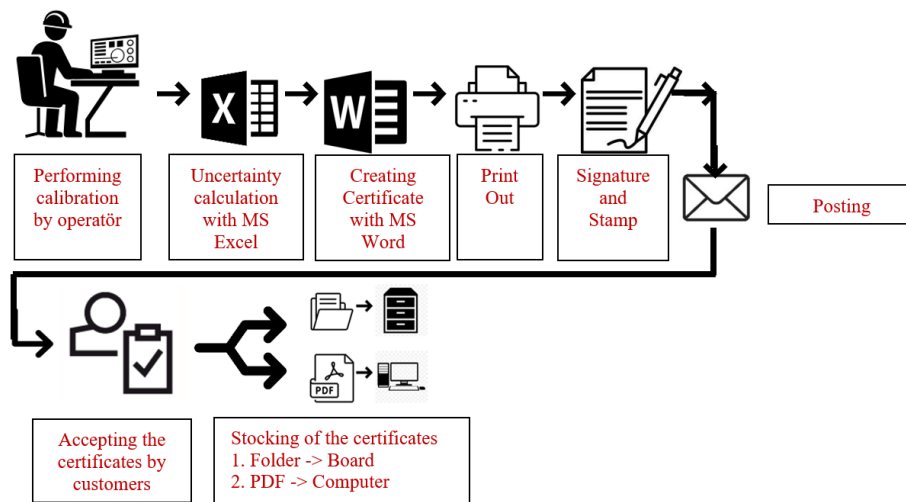 X
W
Performing
calibration
by operatör
Uncertainty
calculation
with MS
Excel
Creating
Certificate
with MS
Word
Print
Out
Signature
and
Stamp
Posting
PDF
Accepting the
certificates by
customers
Stocking of the certificates
1. Folder -> Board
2. PDF -> Computer